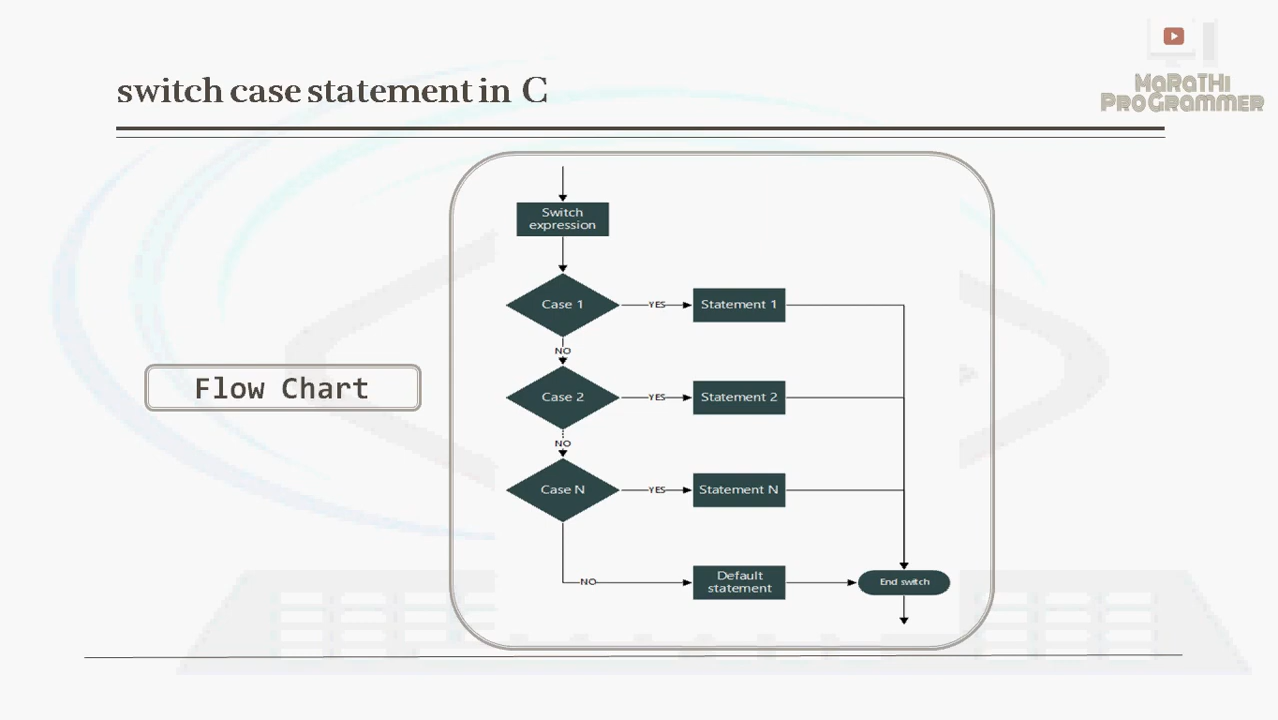 MaRaTHi
ProGrammer
switch case statement in C
Flow Chart
Switch
expression
Case 1
YES
Statement 1
NO
Case 2
YES
Statement 2
NO
Case N
YES
Statement N
NO
Default
statement
End switch